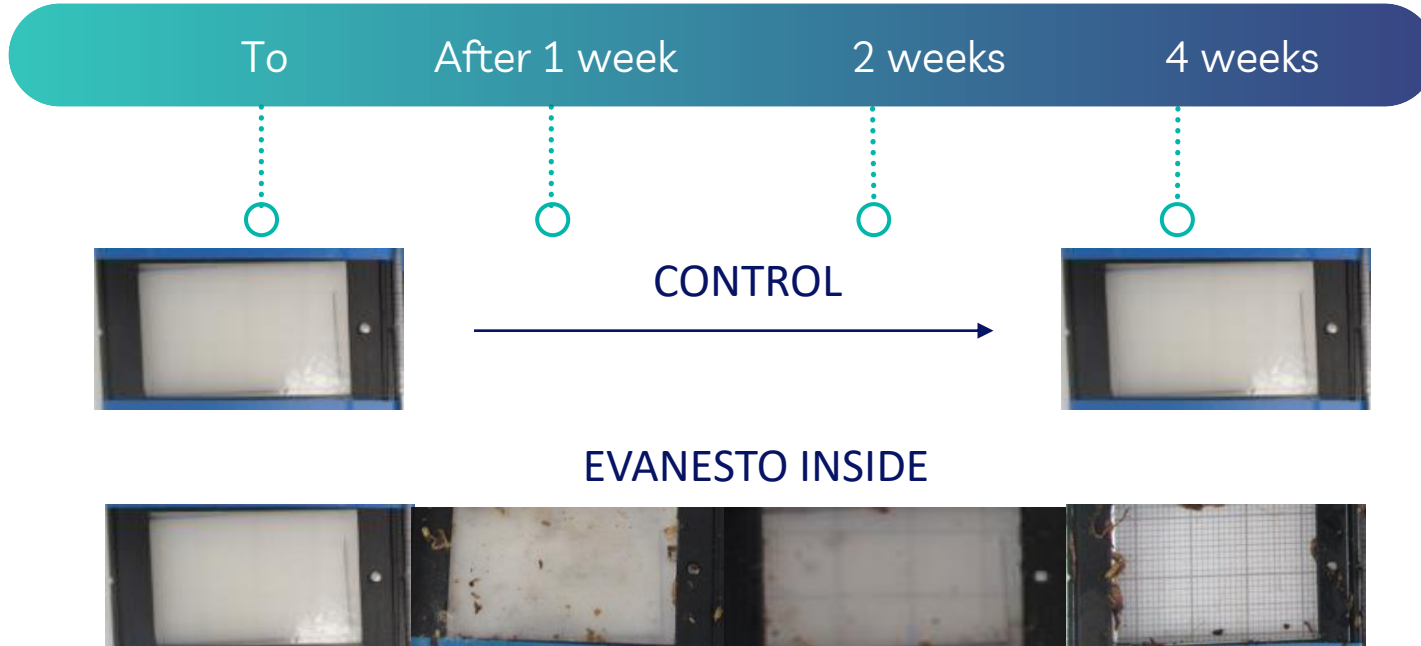 To
After 1 week
2 weeks
4 weeks
CONTROL
EVANESTO INSIDE